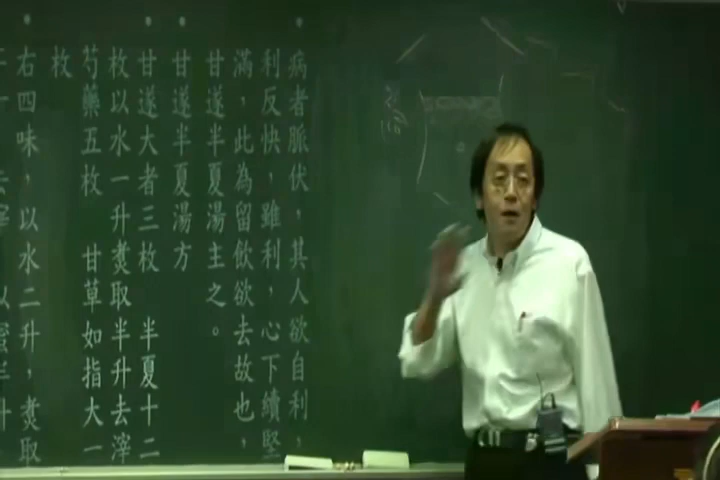 病者脈伏，其人欲自利，
利反快，雖利，心下續堅
滿，此為留飲欲去故也，
甘遂半夏湯主之。
甘遂半夏湯方
甘遂大者三枚　半夏十二
枚以水一升煑取半升去滓
芍藥五枚　甘草如指大一
枚
右四味，以水二升，煑取